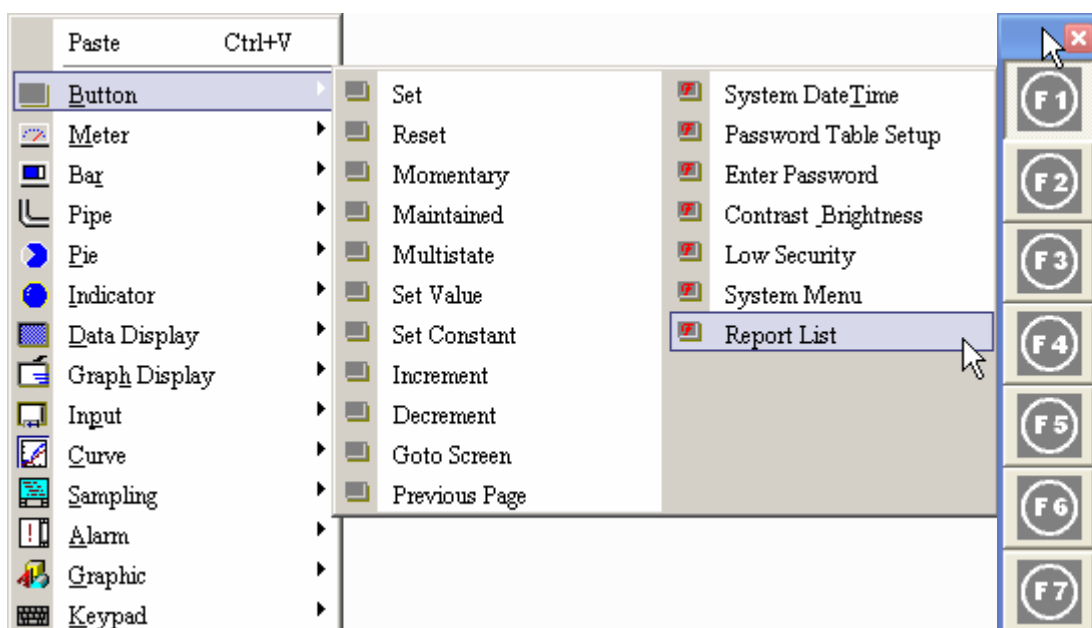 Paste Ctrl+V
Button
Meter
Bar
Pipe
Pie
Indicator
Data Display
Graph Display
Input
Curve
Sampling
Alarm
Graphic
Keypad
Set
Reset
Momentary
Maintained
Multistate
Set Value
Set Constant
Increment
Decrement
Goto Screen
Previous Page
System DateTime
Password Table Setup
Enter Password
Contrast _Brightness
Low Security
System Menu
Report List
F1
F2
F3
F4
F5
F6
F7